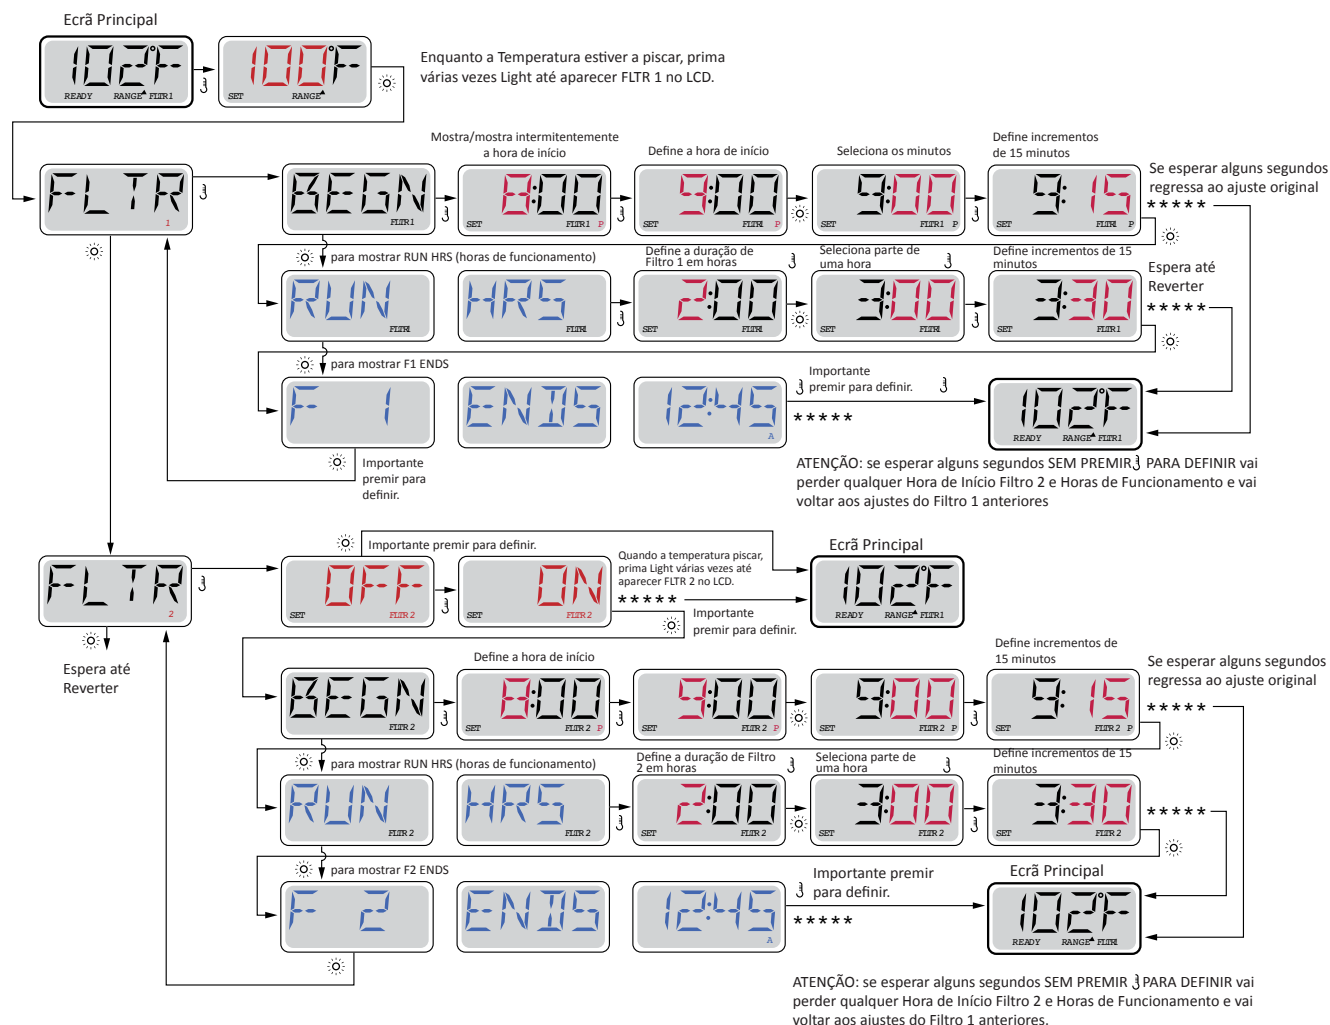 Ecrã Principal
102°F
READY RANGE FLTR1
100°F
SET RANGE
Enquanto a Temperatura estiver a piscar, prima
várias vezes Light até aparecer FLTR 1 no LCD.
Mostra/mostra intermitentemente
a hora de início
Define a hora de início
Seleciona os minutos
Define incrementos
de 15 minutos
FLTR
1
BEGN
FLTR1
8:00
SET FLTR1 P
9:00
SET FLTR1 P
9:00
SET FLTR1 P
9:15
SET FLTR1 P
Se esperar alguns segundos
regressa ao ajuste original
*****
para mostrar RUN HRS (horas de funcionamento)
Define a duração de
Filtro 1 em horas
Seleciona parte de
uma hora
Define incrementos de 15
minutos
RUN
FLTR1
HRS
FLTR1
2:00
SET FLTR1
3:00
SET FLTR1
3:30
SET FLTR1
Espera até
Reverter
*****
para mostrar F1 ENDS
F 1
ENDS
12:45
A
Importante
premir para definir.
*****
102°F
READY RANGE FLTR1
Importante
premir para
definir.
ATENÇÃO: se esperar alguns segundos SEM PREMIR PARA DEFINIR vai
perder qualquer Hora de Início Filtro 2 e Horas de Funcionamento e vai
voltar aos ajustes do Filtro 1 anteriores
Importante premir para definir.
FLTR
2
OFF
SET FLTR 2
ON
SET FLTR 2
Quando a temperatura piscar,
prima Light várias vezes até
aparecer FLTR 2 no LCD.
*****
Importante
premir para definir.
Ecrã Principal
102°F
READY RANGE FLTR1
Espera até
Reverter
Define a hora de início
Define incrementos de
15 minutos
BEGN
FLTR 2
8:00
SET FLTR 2 P
9:00
SET FLTR 2 P
9:00
SET FLTR 2 P
9:15
SET FLTR 2 P
Se esperar alguns segundos
regressa ao ajuste original
*****
para mostrar RUN HRS (horas de funcionamento)
Define a duração de Filtro
2 em horas
Seleciona parte de
uma hora
Define incrementos de 15
minutos
RUN
FLTR 2
HRS
2:00
SET FLTR 2
3:00
SET FLTR 2
3:30
SET FLTR 2
*****
para mostrar F2 ENDS
F 2
ENDS
12:45
A
Importante premir
para definir.
*****
Ecrã Principal
102°F
READY RANGE FLTR1
ATENÇÃO: se esperar alguns segundos SEM PREMIR PARA DEFINIR vai
perder qualquer Hora de Início Filtro 2 e Horas de Funcionamento e vai
voltar aos ajustes do Filtro 1 anteriores.